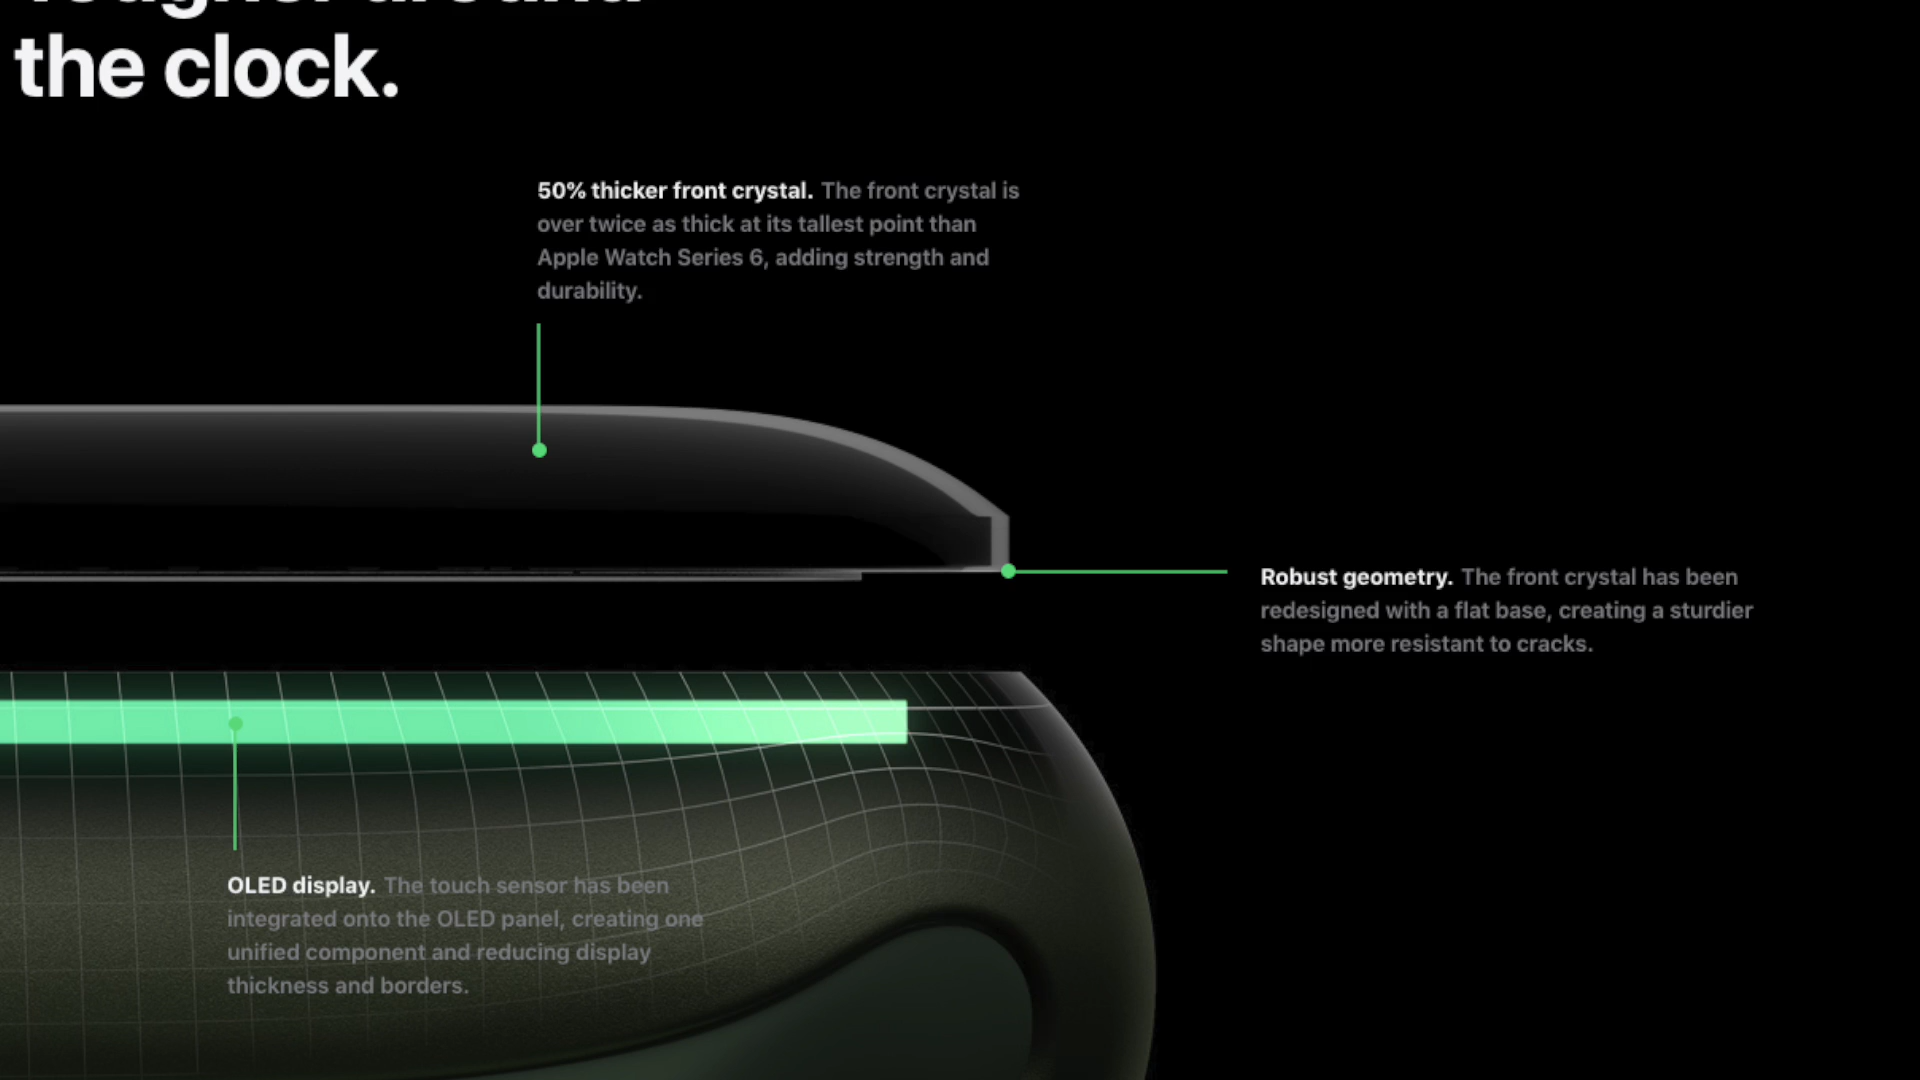 Tougher around
the clock.
50% thicker front crystal. The front crystal is
over twice as thick at its tallest point than
Apple Watch Series 6, adding strength and
durability.
Robust geometry. The front crystal has been
redesigned with a flat base, creating a sturdier
shape more resistant to cracks.
OLED display. The touch sensor has been
integrated onto the OLED panel, creating one
unified component and reducing display
thickness and borders.